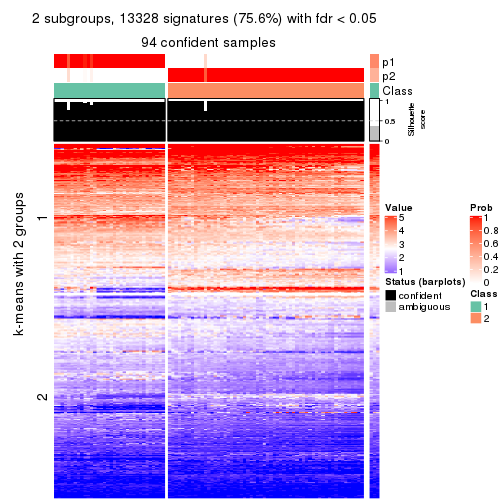 2 subgroups, 13328 signatures (75.6%) with fdr < 0.05
94 confident samples
p1
p2
Class
1
0.5
0
Silhouette
score
k-means with 2 groups
1
2
Value
5
4
3
2
1
Prob
1
0.8
0.6
0.4
0.2
0
Status (barplots)
confident
ambiguous
Class
1
2